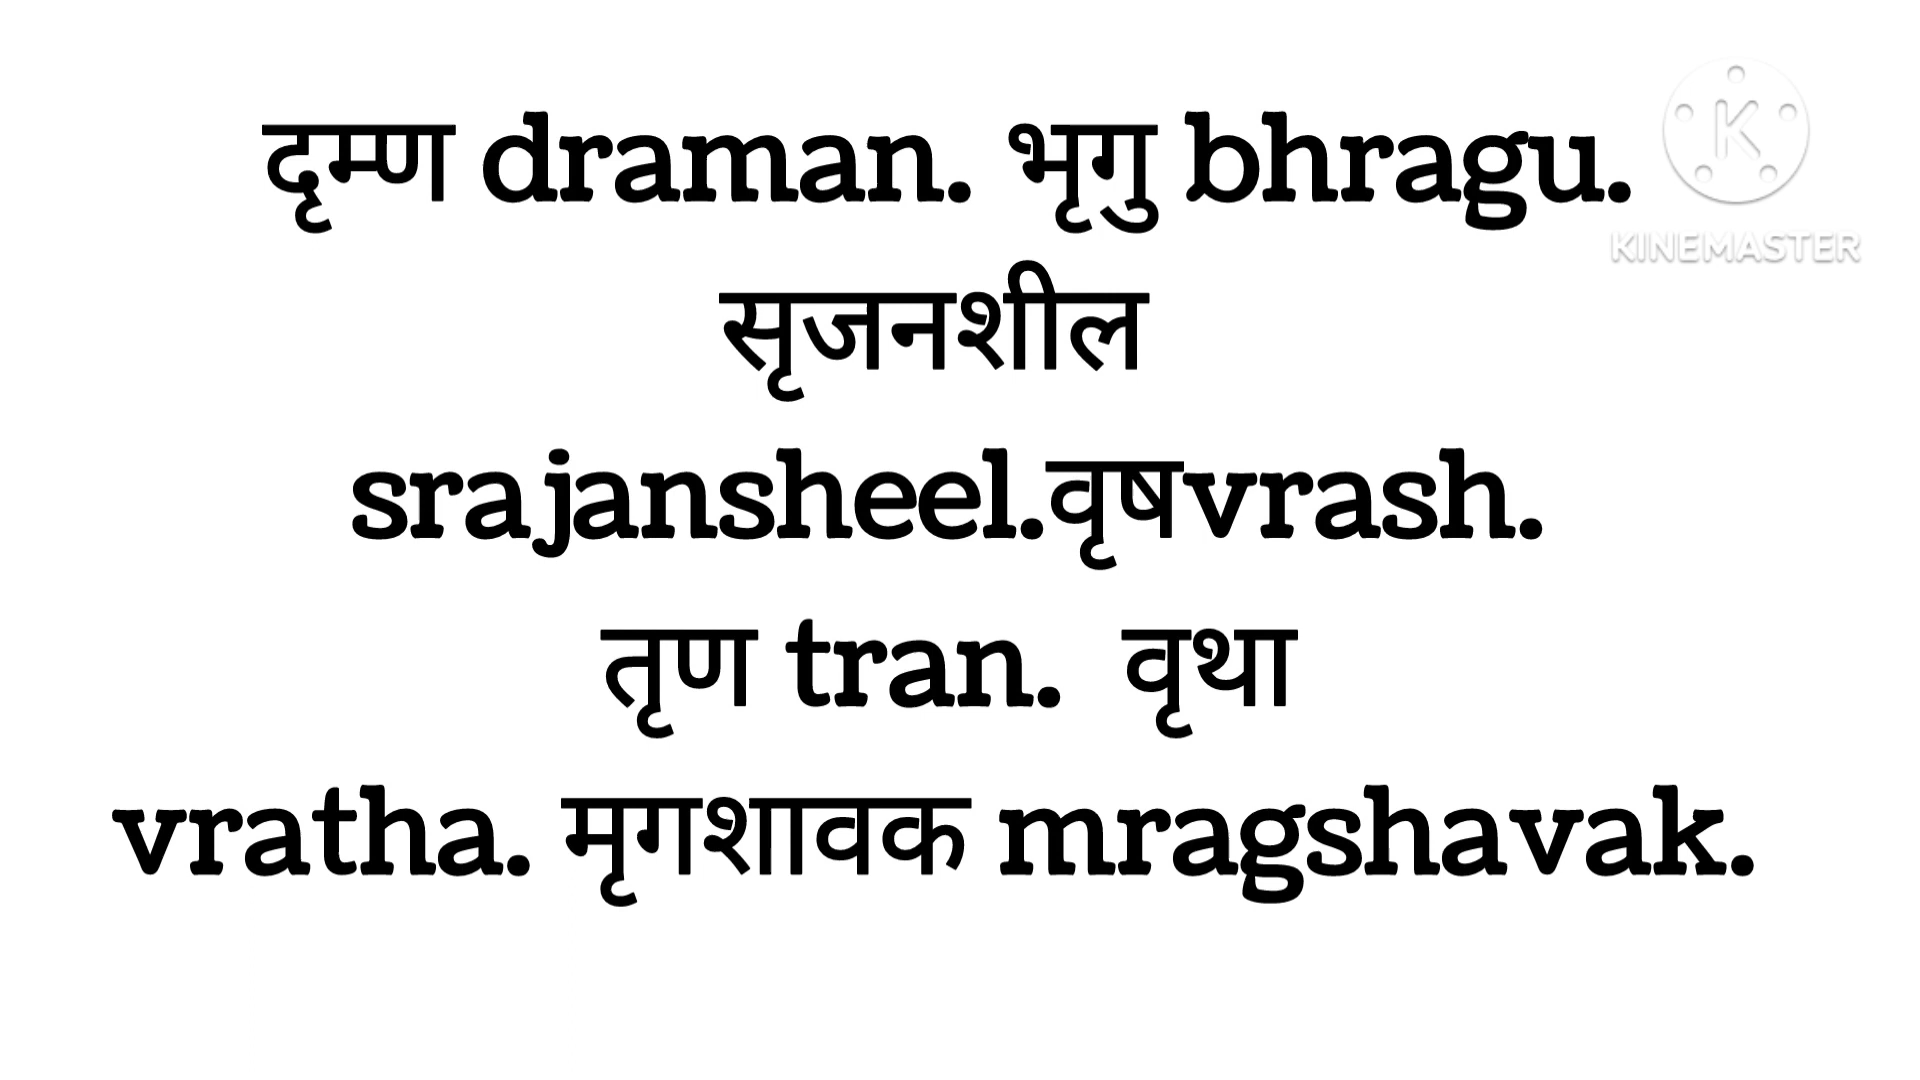 दृम्ण draman. भृगु bhragu.
KINEMASTER
सृजनशील
srajansheel.वृषvrash.
तृण tran. वृथा
vratha. मृगशावक mragshavak.